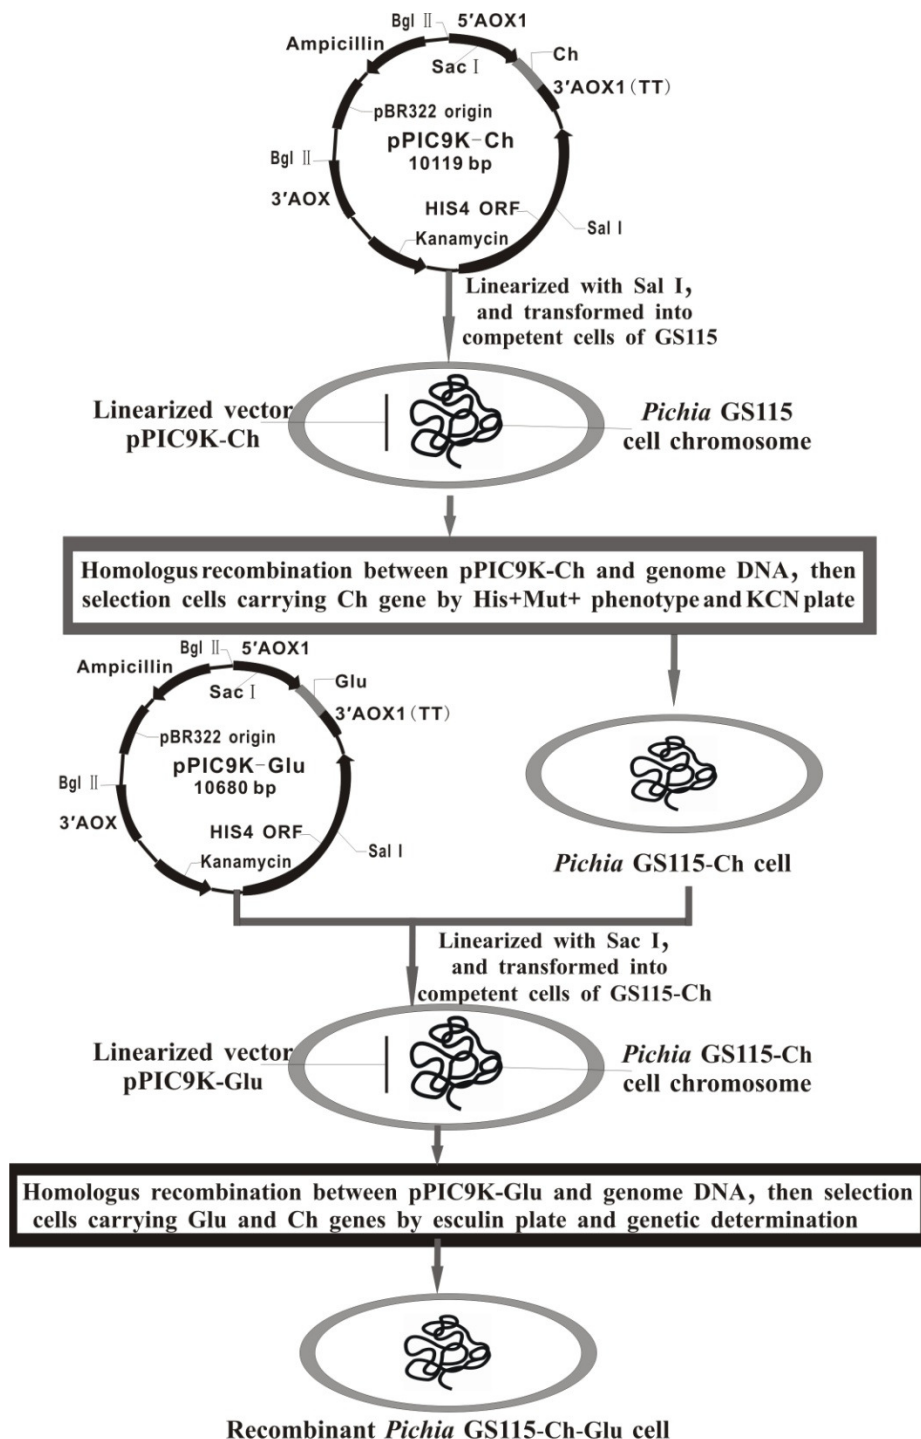 Bgl Ⅱ 5′AOX1
Ampicillin
Sac Ⅰ
Ch
3′AOX1(TT)
pBR322 origin
pPIC9K-Ch
10119 bp
Bgl Ⅱ
3′AOX
HIS4 ORF
Sal I
Kanamycin
Linearized with Sal I,
and transformed into
competent cells of GS115
Linearized vector
pPIC9K-Ch
Pichia GS115
cell chromosome
Homologus recombination between pPIC9K-Ch and genome DNA, then
selection cells carrying Ch gene by His+Mut+ phenotype and KCN plate
Bgl Ⅱ 5′AOX1
Ampicillin
Sac Ⅰ
Glu
3′AOX1(TT)
pBR322 origin
pPIC9K-Glu
10680 bp
Bgl Ⅱ
3′AOX
HIS4 ORF
Sal I
Kanamycin
Pichia GS115-Ch cell
Linearized with Sac I,
and transformed into
competent cells of GS115-Ch
Linearized vector
pPIC9K-Glu
Pichia GS115-Ch
cell chromosome
Homologus recombination between pPIC9K-Glu and genome DNA, then selection
cells carrying Glu and Ch genes by esculin plate and genetic determination
Recombinant Pichia GS115-Ch-Glu cell